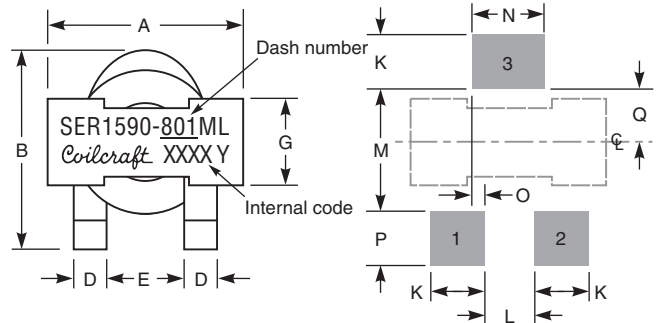 A
Dash number
B
SER1590-801ML
Coilcraft XXXX Y
G
Internal code
D E D
N
K
3
Q
M
℄
O
P
1
2
K
L
K